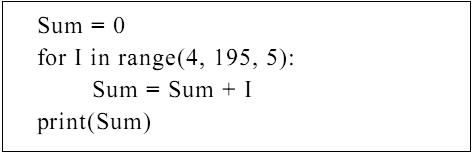 Sum = 0
for I in range(4, 195, 5):
Sum = Sum + I
print(Sum)